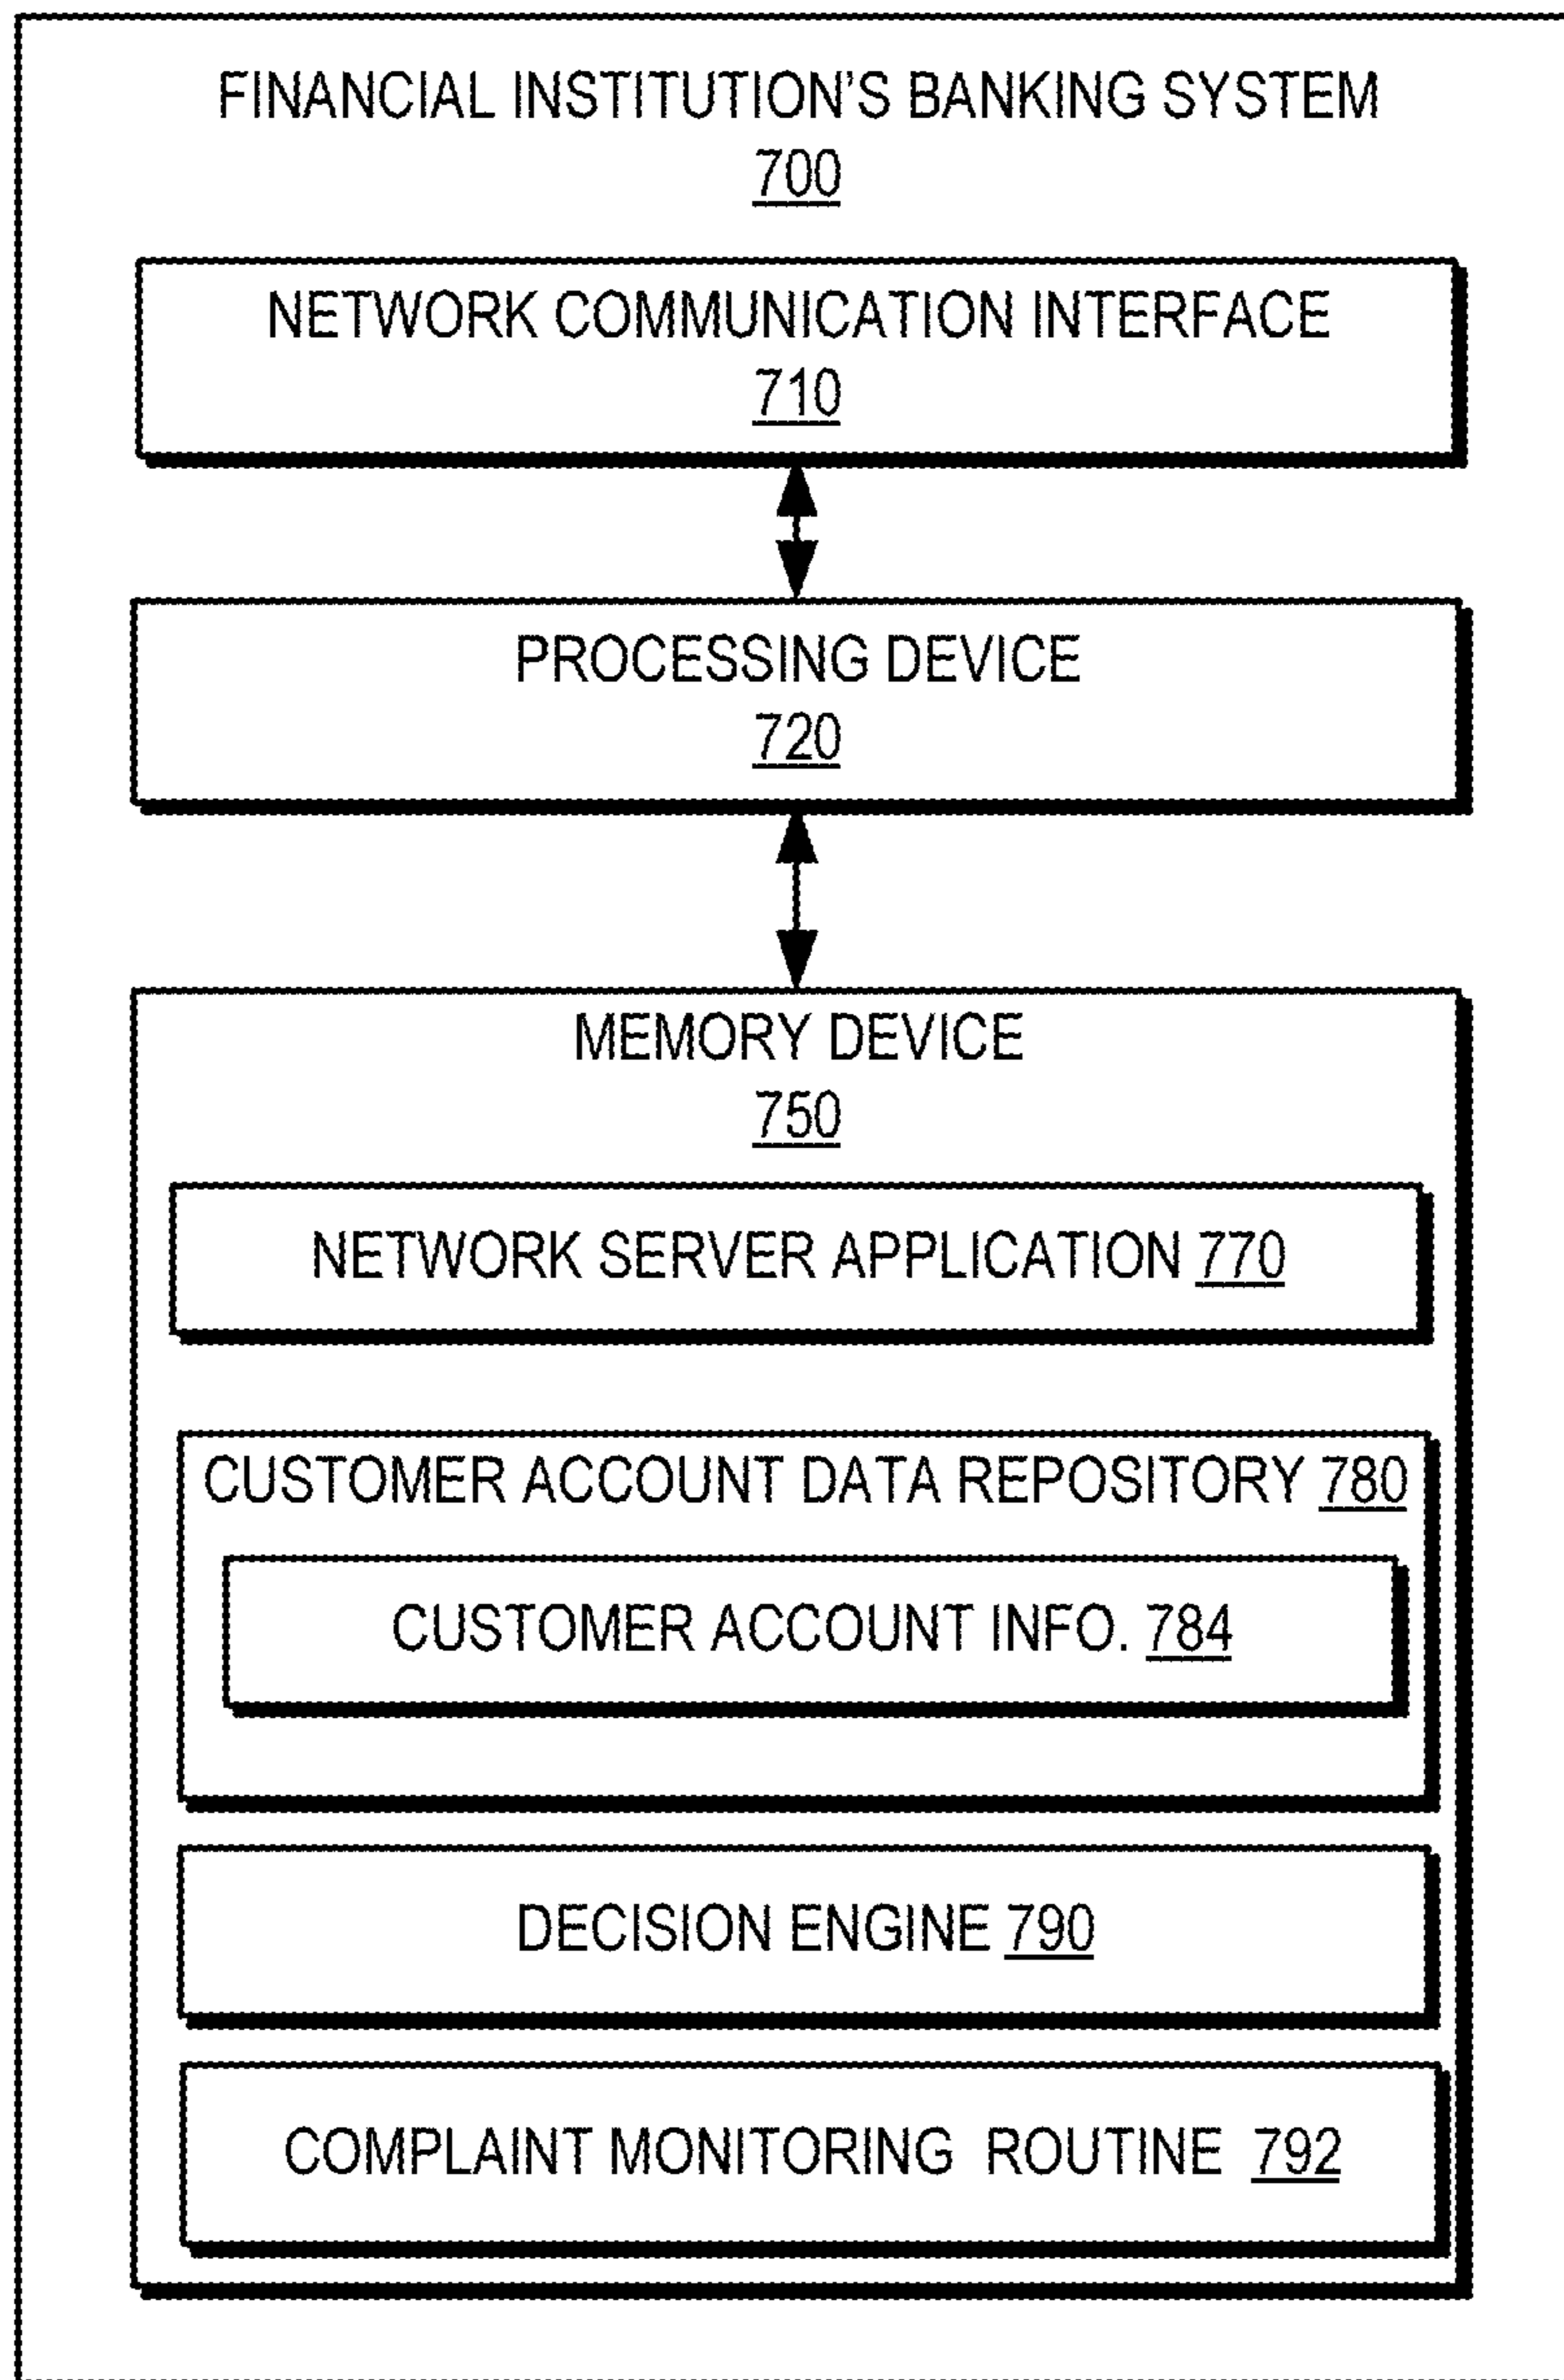 FINANCIAL INSTITUTION'S BANKING SYSTEM
700
NETWORK COMMUNICATION INTERFACE
710
PROCESSING DEVICE
720
MEMORY DEVICE
750
NETWORK SERVER APPLICATION 770
CUSTOMER ACCOUNT DATA REPOSITORY 780
CUSTOMER ACCOUNT INFO. 784
DECISION ENGINE 790
COMPLAINT MONITORING ROUTINE 792